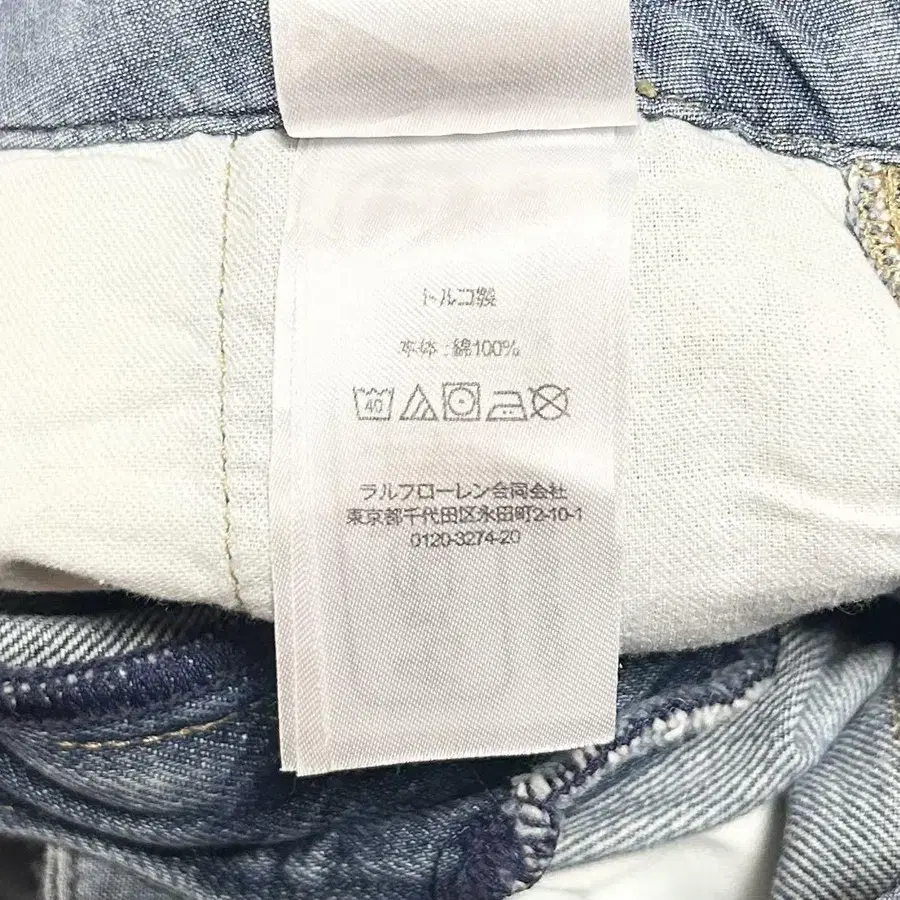 トルコ製
本体:綿100%
40
ラルフローレン合同会社
東京都千代田区永田町2-10-1
0120-3274-20